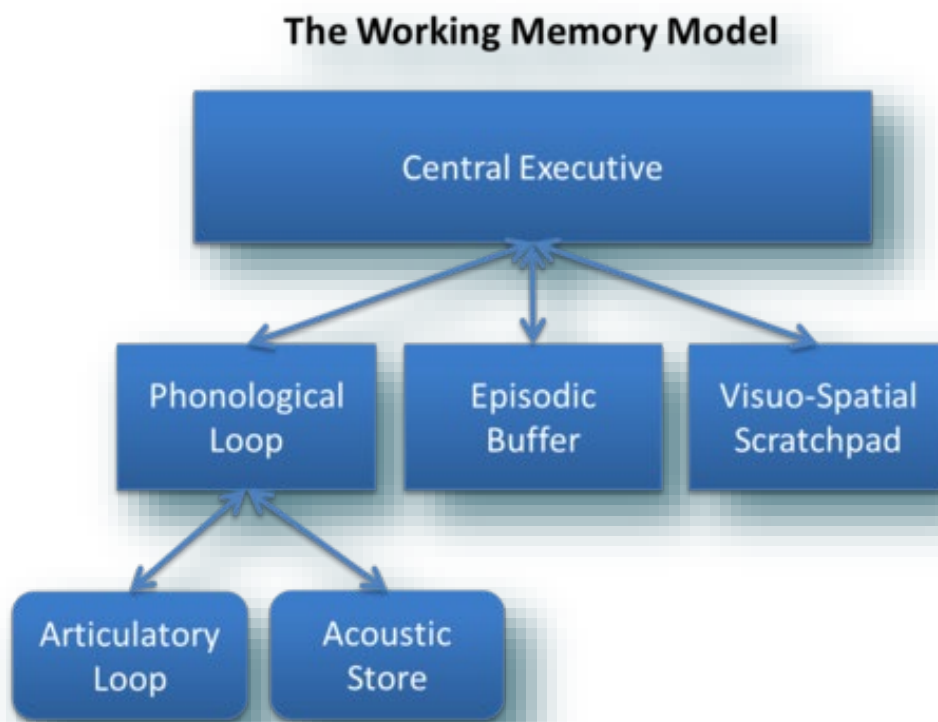 The Working Memory Model
Central Executive
Phonological
Loop
Episodic
Buffer
Visuo-Spatial
Scratchpad
Articulatory
Loop
Acoustic
Store